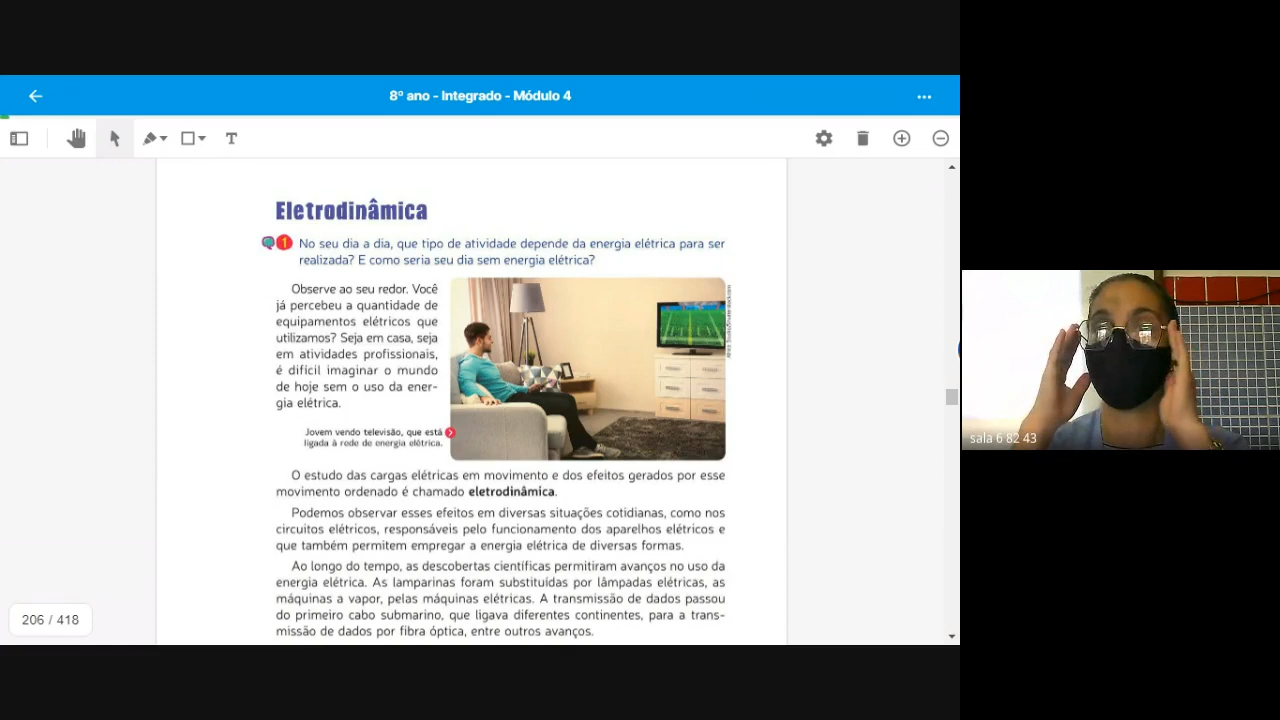 8º ano - Integrado - Módulo 4
T
Eletrodinâmica
1
No seu dia a dia, que tipo de atividade depende da energia elétrica para ser
realizada? E como seria seu dia sem energia elétrica?
Observe ao seu redor. Você
já percebeu a quantidade de
equipamentos elétricos que
utilizamos? Seja em casa, seja
em atividades profissionais,
é difícil imaginar o mundo
de hoje sem o uso da ener-
gia elétrica.
Jovem vendo televisão, que está
ligada à rede de energia elétrica.
O estudo das cargas elétricas em movimento e dos efeitos gerados por esse
movimento ordenado é chamado eletrodinâmica.
Podemos observar esses efeitos em diversas situações cotidianas, como nos
circuitos elétricos, responsáveis pelo funcionamento dos aparelhos elétricos e
que também permitem empregar a energia elétrica de diversas formas.
Ao longo do tempo, as descobertas científicas permitiram avanços no uso da
energia elétrica. As lamparinas foram substituídas por lâmpadas elétricas, as
máquinas a vapor, pelas máquinas elétricas. A transmissão de dados passou
do primeiro cabo submarino, que ligava diferentes continentes, para a trans-
missão de dados por fibra óptica, entre outros avanços.
206 / 418
sala 6 82 43